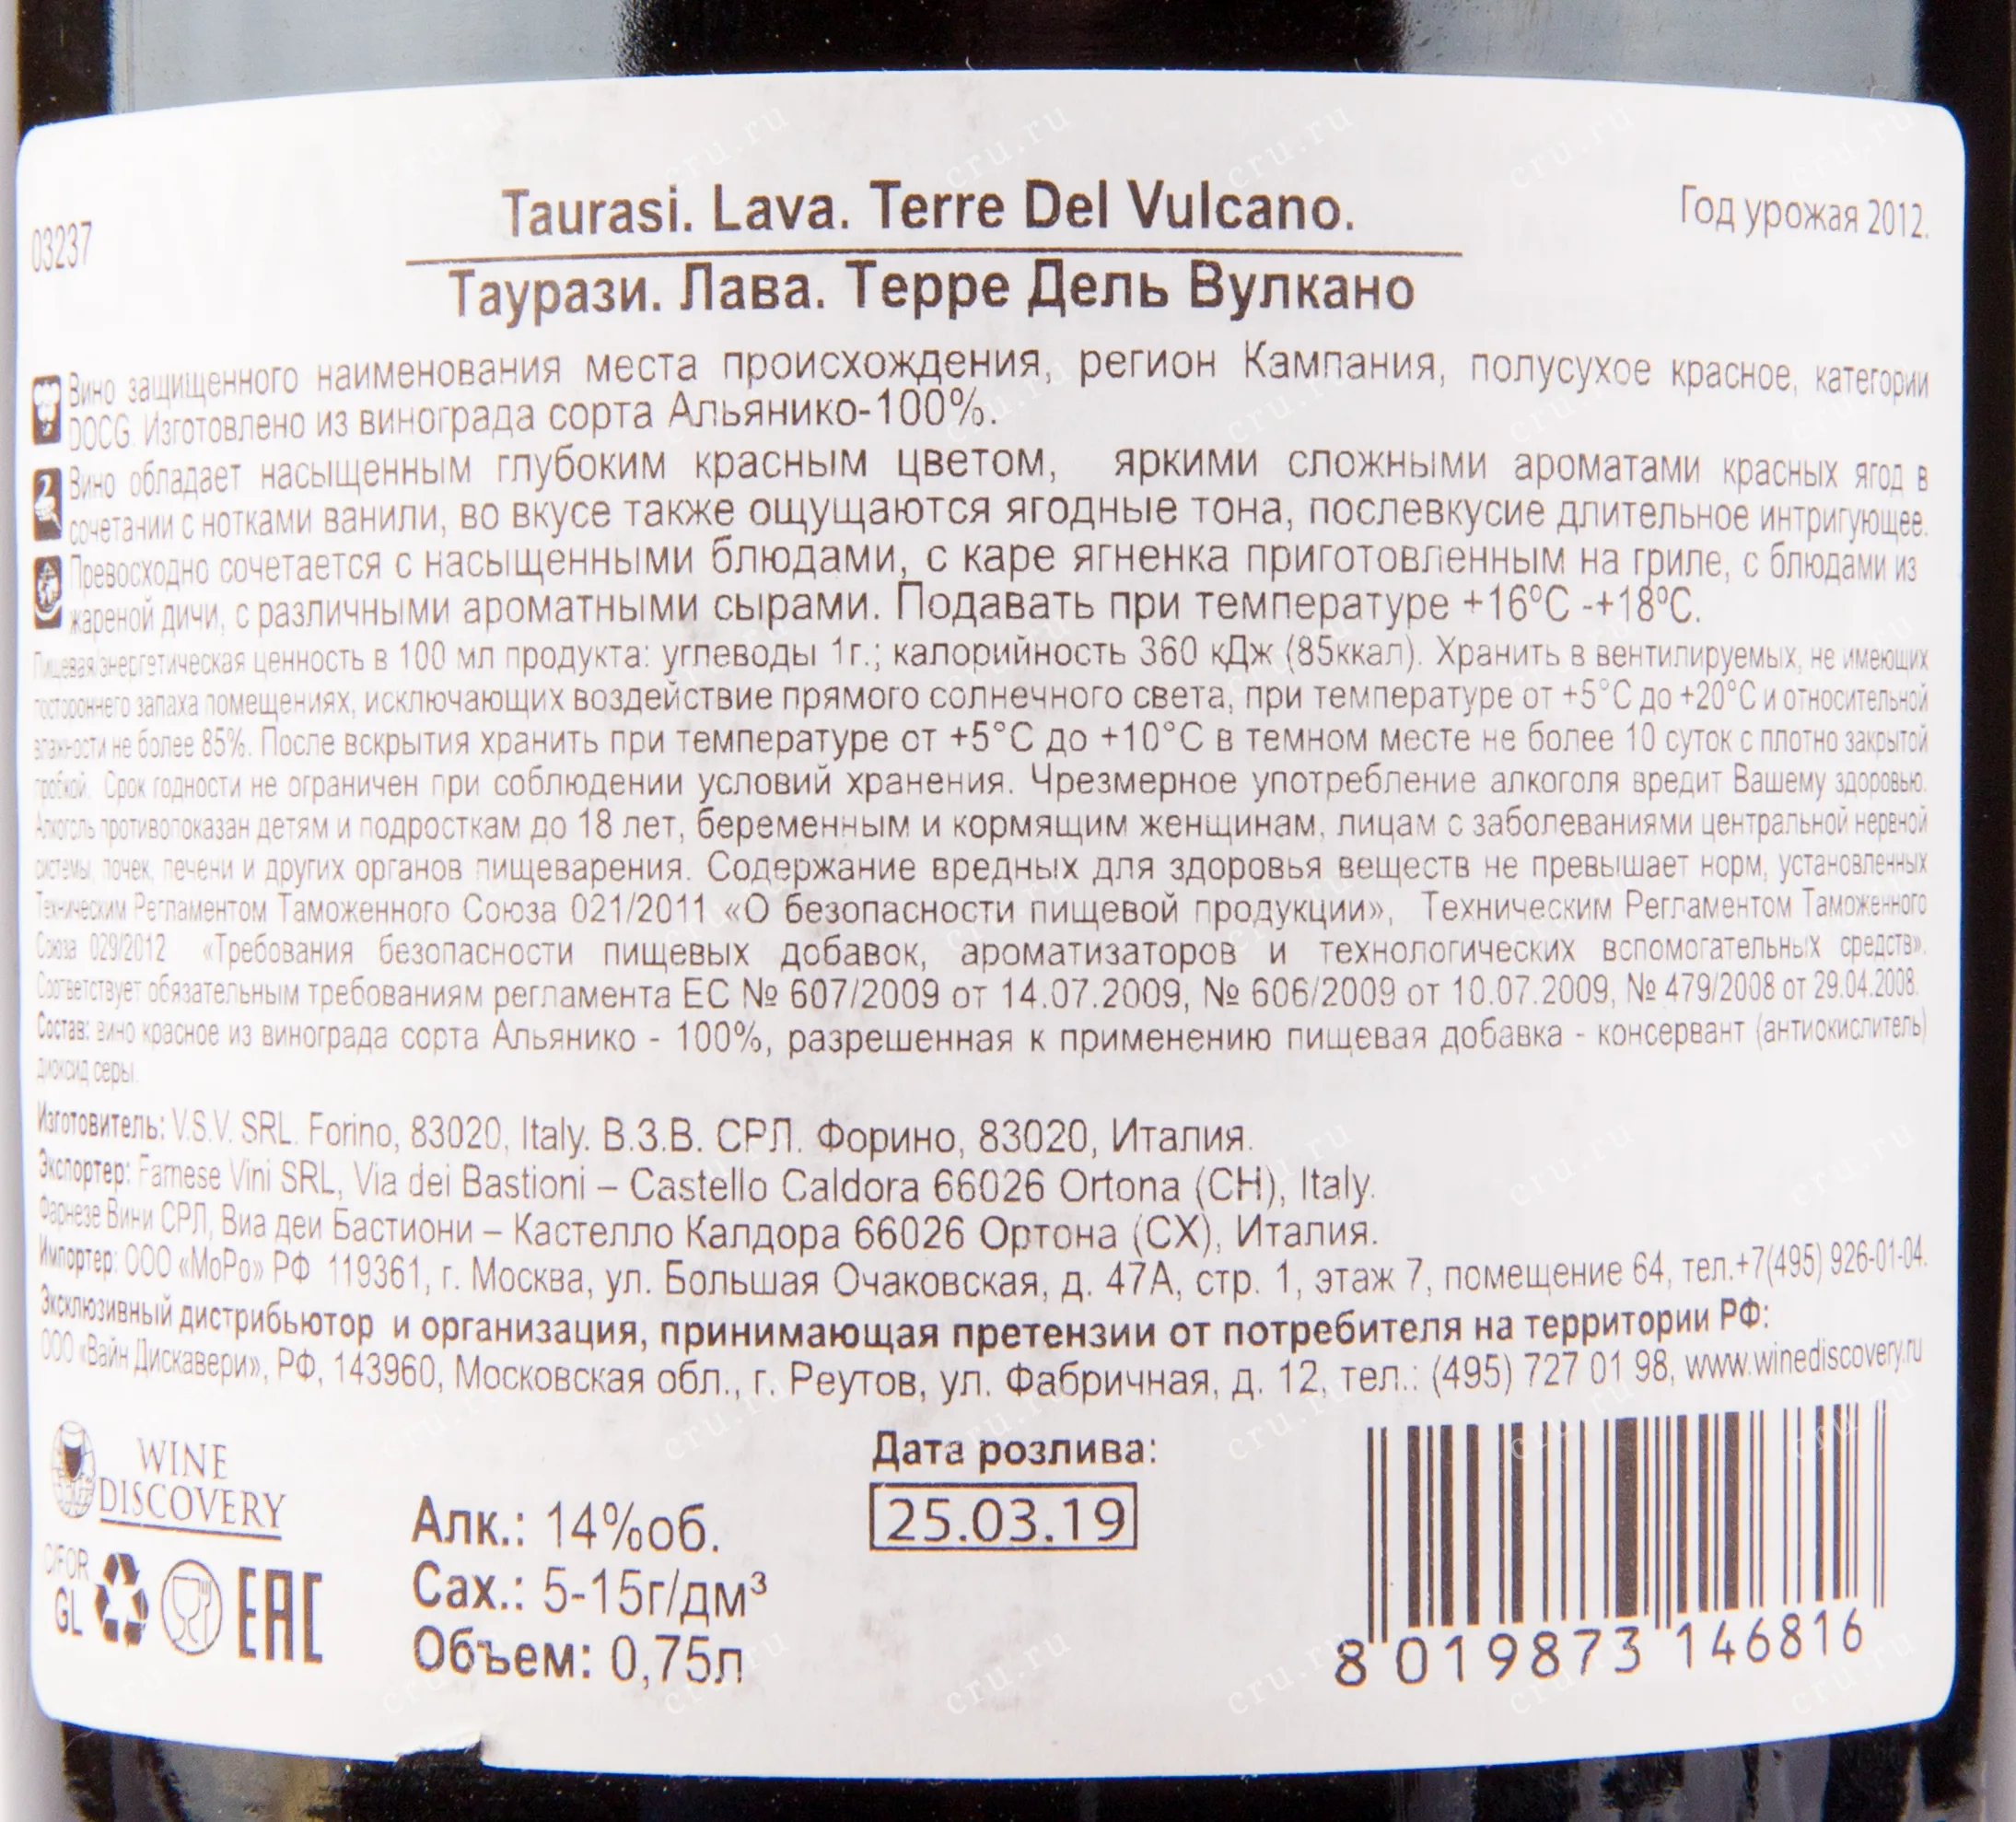 03237
Taurasi. Lava. Terre Del Vulcano.
Год урожая 2012.
Таурази. Лава. Терре Дель Вулкано
Вино защищенного наименования места происхождения, регион Кампания, полусухое красное, категории
DOCG. Изготовлено из винограда сорта Альянико-100%.
Вино обладает насыщенным глубоким красным цветом, яркими сложными ароматами красных ягод в
сочетании с нотками ванили, во вкусе также ощущаются ягодные тона, послевкусие длительное интригующее.
Превосходно сочетается с насыщенными блюдами, с каре ягненка приготовленным на гриле, с блюдами из
жареной дичи, с различными ароматными сырами. Подавать при температуре +16ºС -+18ºС.
Пищевая/энергетическая ценность в 100 мл продукта: углеводы 1г.; калорийность 360 кДж (85ккал). Хранить в вентилируемых, не имеющих
постороннего запаха помещениях, исключающих воздействие прямого солнечного света, при температуре от +5°С до +20°С и относительной
влажности не более 85%. После вскрытия хранить при температуре от +5°С до +10°С в темном месте не более 10 суток с плотно закрытой
пробкой. Срок годности не ограничен при соблюдении условий хранения. Чрезмерное употребление алкоголя вредит Вашему здоровью.
Алкоголь противопоказан детям и подросткам до 18 лет, беременным и кормящим женщинам, лицам с заболеваниями центральной нервной
системы, почек, печени и других органов пищеварения. Содержание вредных для здоровья веществ не превышает норм, установленных
Техническим Регламентом Таможенного Союза 021/2011 «О безопасности пищевой продукции», Техническим Регламентом Таможенного
Союза 029/2012 «Требования безопасности пищевых добавок, ароматизаторов и технологических вспомогательных средств».
Соответствует обязательным требованиям регламента ЕС № 607/2009 от 14.07.2009, № 606/2009 от 10.07.2009, № 479/2008 от 29.04.2008.
Состав: вино красное из винограда сорта Альянико - 100%, разрешенная к применению пищевая добавка - консервант (антиокислитель)
диоксид серы.
Изготовитель: V.S.V. SRL. Forino, 83020, Italy. В.З.В. СРЛ. Форино, 83020, Италия.
Экспортер: Farnese Vini SRL, Via dei Bastioni – Castello Caldora 66026 Ortona (CH), Italy.
Фарнезе Вини СРЛ, Виа деи Бастиони – Кастелло Калдора 66026 Ортона (СХ), Италия.
Импортер: ООО «МоРо» РФ 119361, г. Москва, ул. Большая Очаковская, д. 47А, стр. 1, этаж 7, помещение 64, тел.+7(495) 926-01-04.
Эксклюзивный дистрибьютор и организация, принимающая претензии от потребителя на территории РФ:
ООО «Вайн Дискавери», РФ, 143960, Московская обл., г. Реутов, ул. Фабричная, д. 12, тел.: (495) 727 01 98, www.winediscovery.ru
WINE
DISCOVERY
C/FOR
GL
EAC
Алк.: 14%об.
Сах.: 5-15г/дм³
Объем: 0,75л
Дата розлива:
25.03.19
8 019873 146816
cru.ru